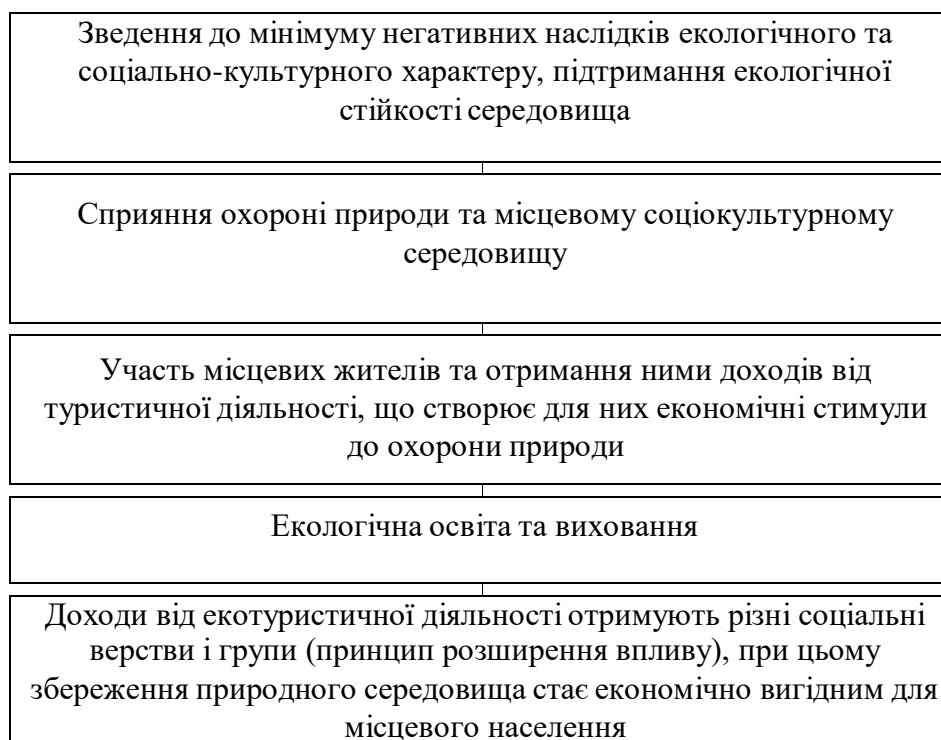 Зведення до мінімуму негативних наслідків екологічного та
соціально-культурного характеру, підтримання екологічної
стійкості середовища
Сприяння охороні природи та місцевому соціокультурному
середовищу
Участь місцевих жителів та отримання ними доходів від
туристичної діяльності, що створює для них економічні стимули
до охорони природи
Екологічна освіта та виховання
Доходи від екотуристичної діяльності отримують різні соціальні
верстви і групи (принцип розширення впливу), при цьому
збереження природного середовища стає економічно вигідним для
місцевого населення